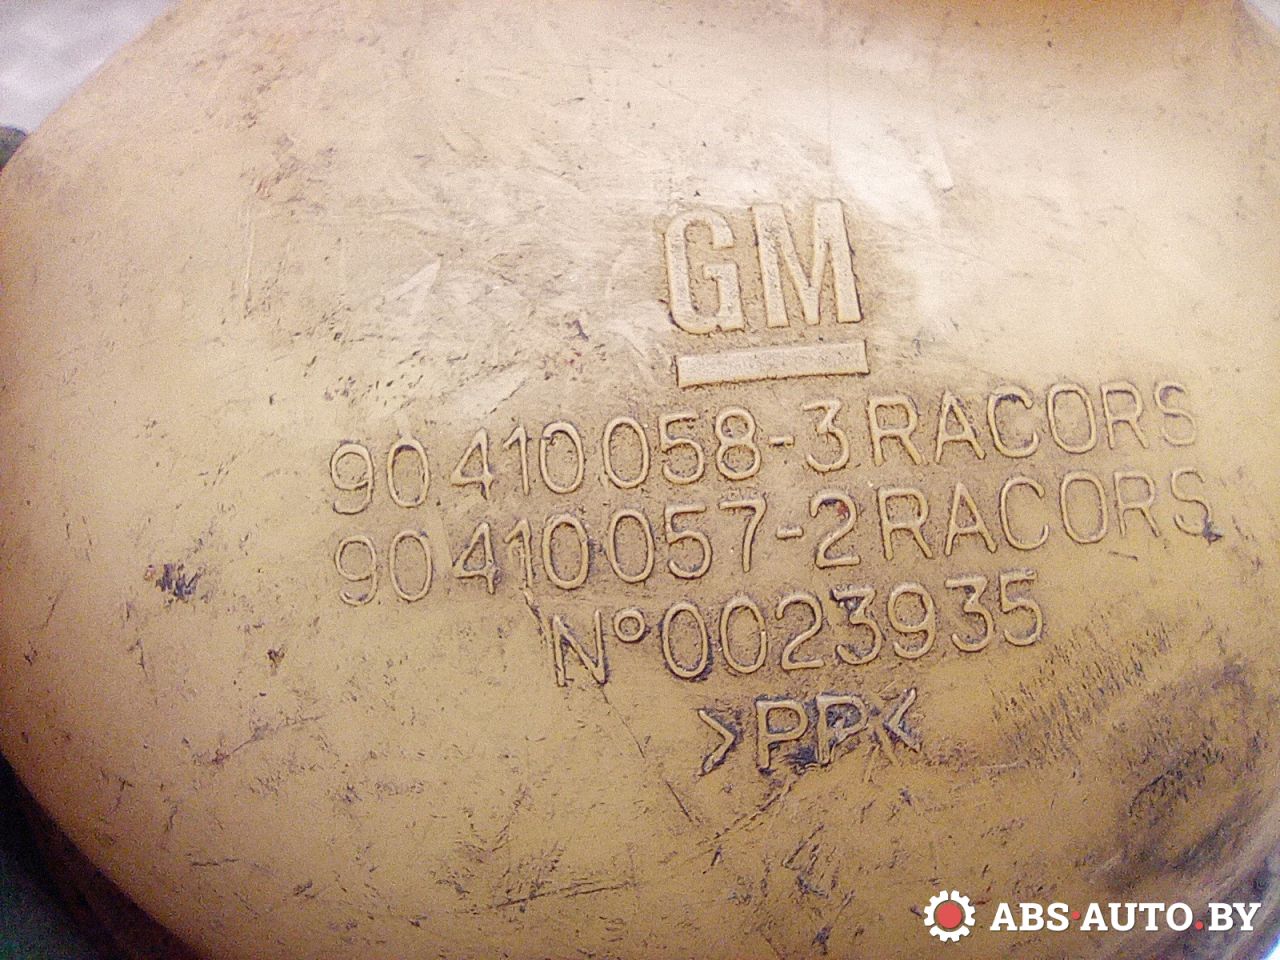 GM
90 410 058-3 RACORS
90 410 057-2 RACORS
N° 0023935
>PP<
ABS·AUTO.BY